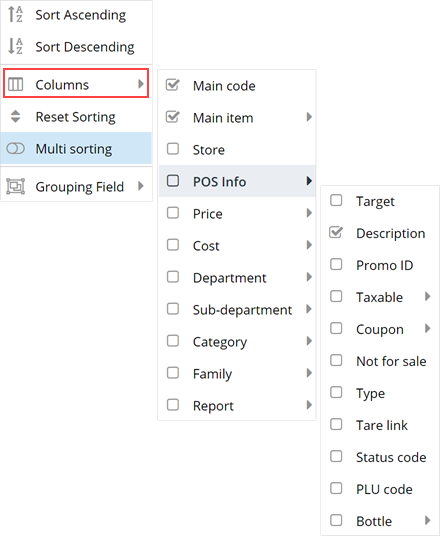 Sort Ascending
Sort Descending
Columns
Reset Sorting
Multi sorting
Grouping Field
Main code
Main item
Store
POS Info
Price
Cost
Department
Sub-department
Category
Family
Report
Target
Description
Promo ID
Taxable
Coupon
Not for sale
Type
Tare link
Status code
PLU code
Bottle